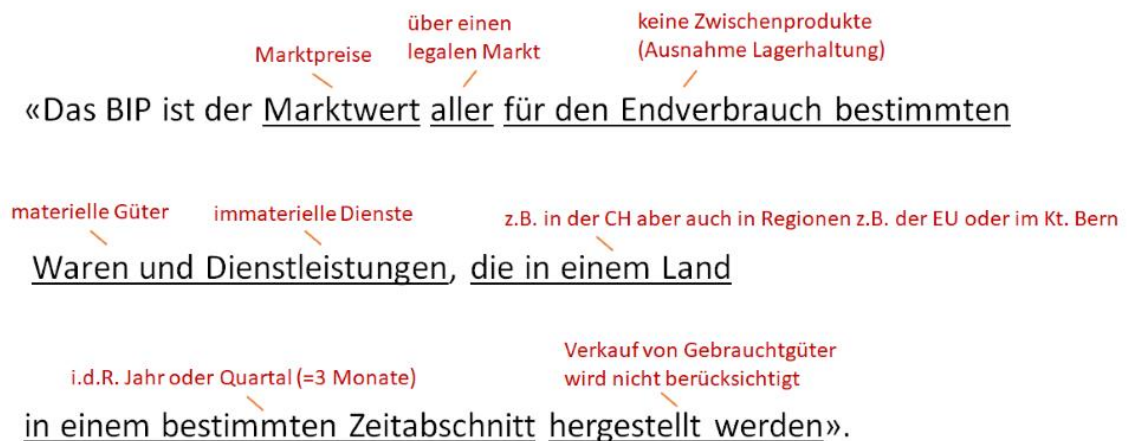 über einen
legalen Markt
keine Zwischenprodukte
(Ausnahme Lagerhaltung)
Marktpreise
«Das BIP ist der Marktwert aller für den Endverbrauch bestimmten
materielle Güter
immaterielle Dienste
z.B. in der CH aber auch in Regionen z.B. der EU oder im Kt. Bern
Waren und Dienstleistungen, die in einem Land
i.d.R. Jahr oder Quartal (=3 Monate)
Verkauf von Gebrauchtgüter
wird nicht berücksichtigt
in einem bestimmten Zeitabschnitt hergestellt werden».